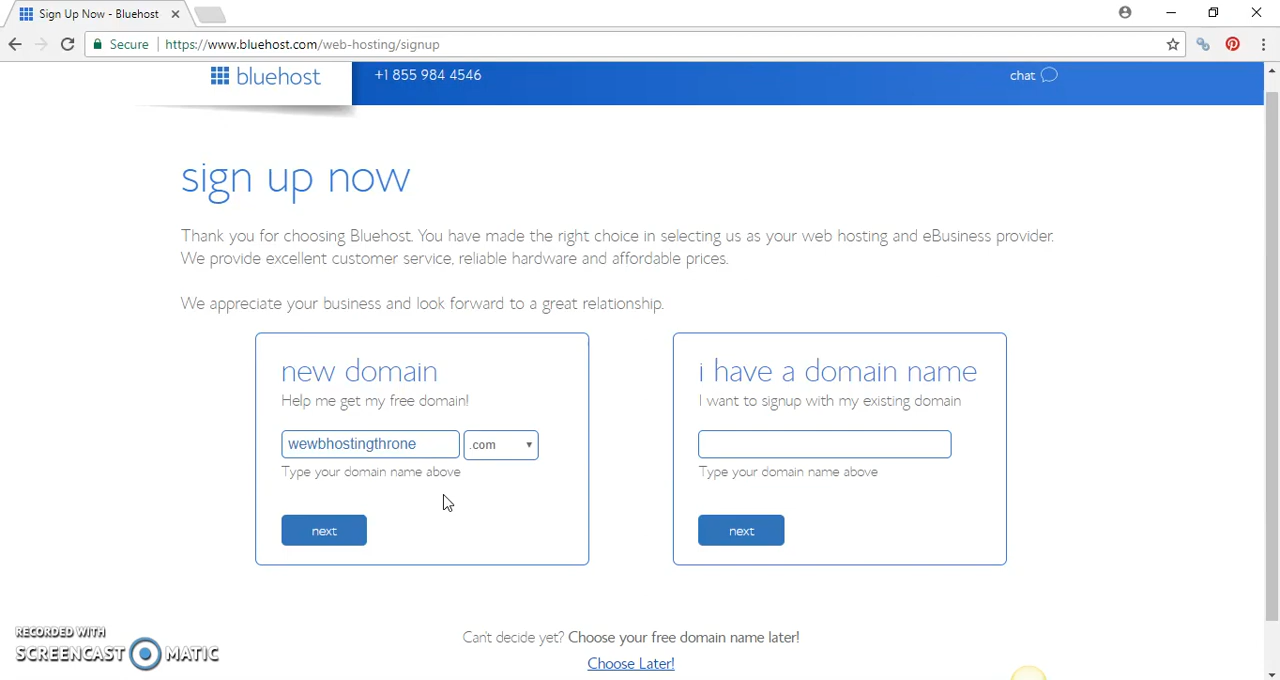 Sign Up Now - Bluehost
Secure https://www.bluehost.com/web-hosting/signup
bluehost +1 855 984 4546 chat
sign up now
Thank you for choosing Bluehost. You have made the right choice in selecting us as your web hosting and eBusiness provider.
We provide excellent customer service, reliable hardware and affordable prices.
We appreciate your business and look forward to a great relationship.
new domain
Help me get my free domain!
wewbhostingthrone .com
Type your domain name above
next
i have a domain name
I want to signup with my existing domain
Type your domain name above
next
Can't decide yet? Choose your free domain name later!
Choose Later!
RECORDED WITH
SCREENCAST MATIC